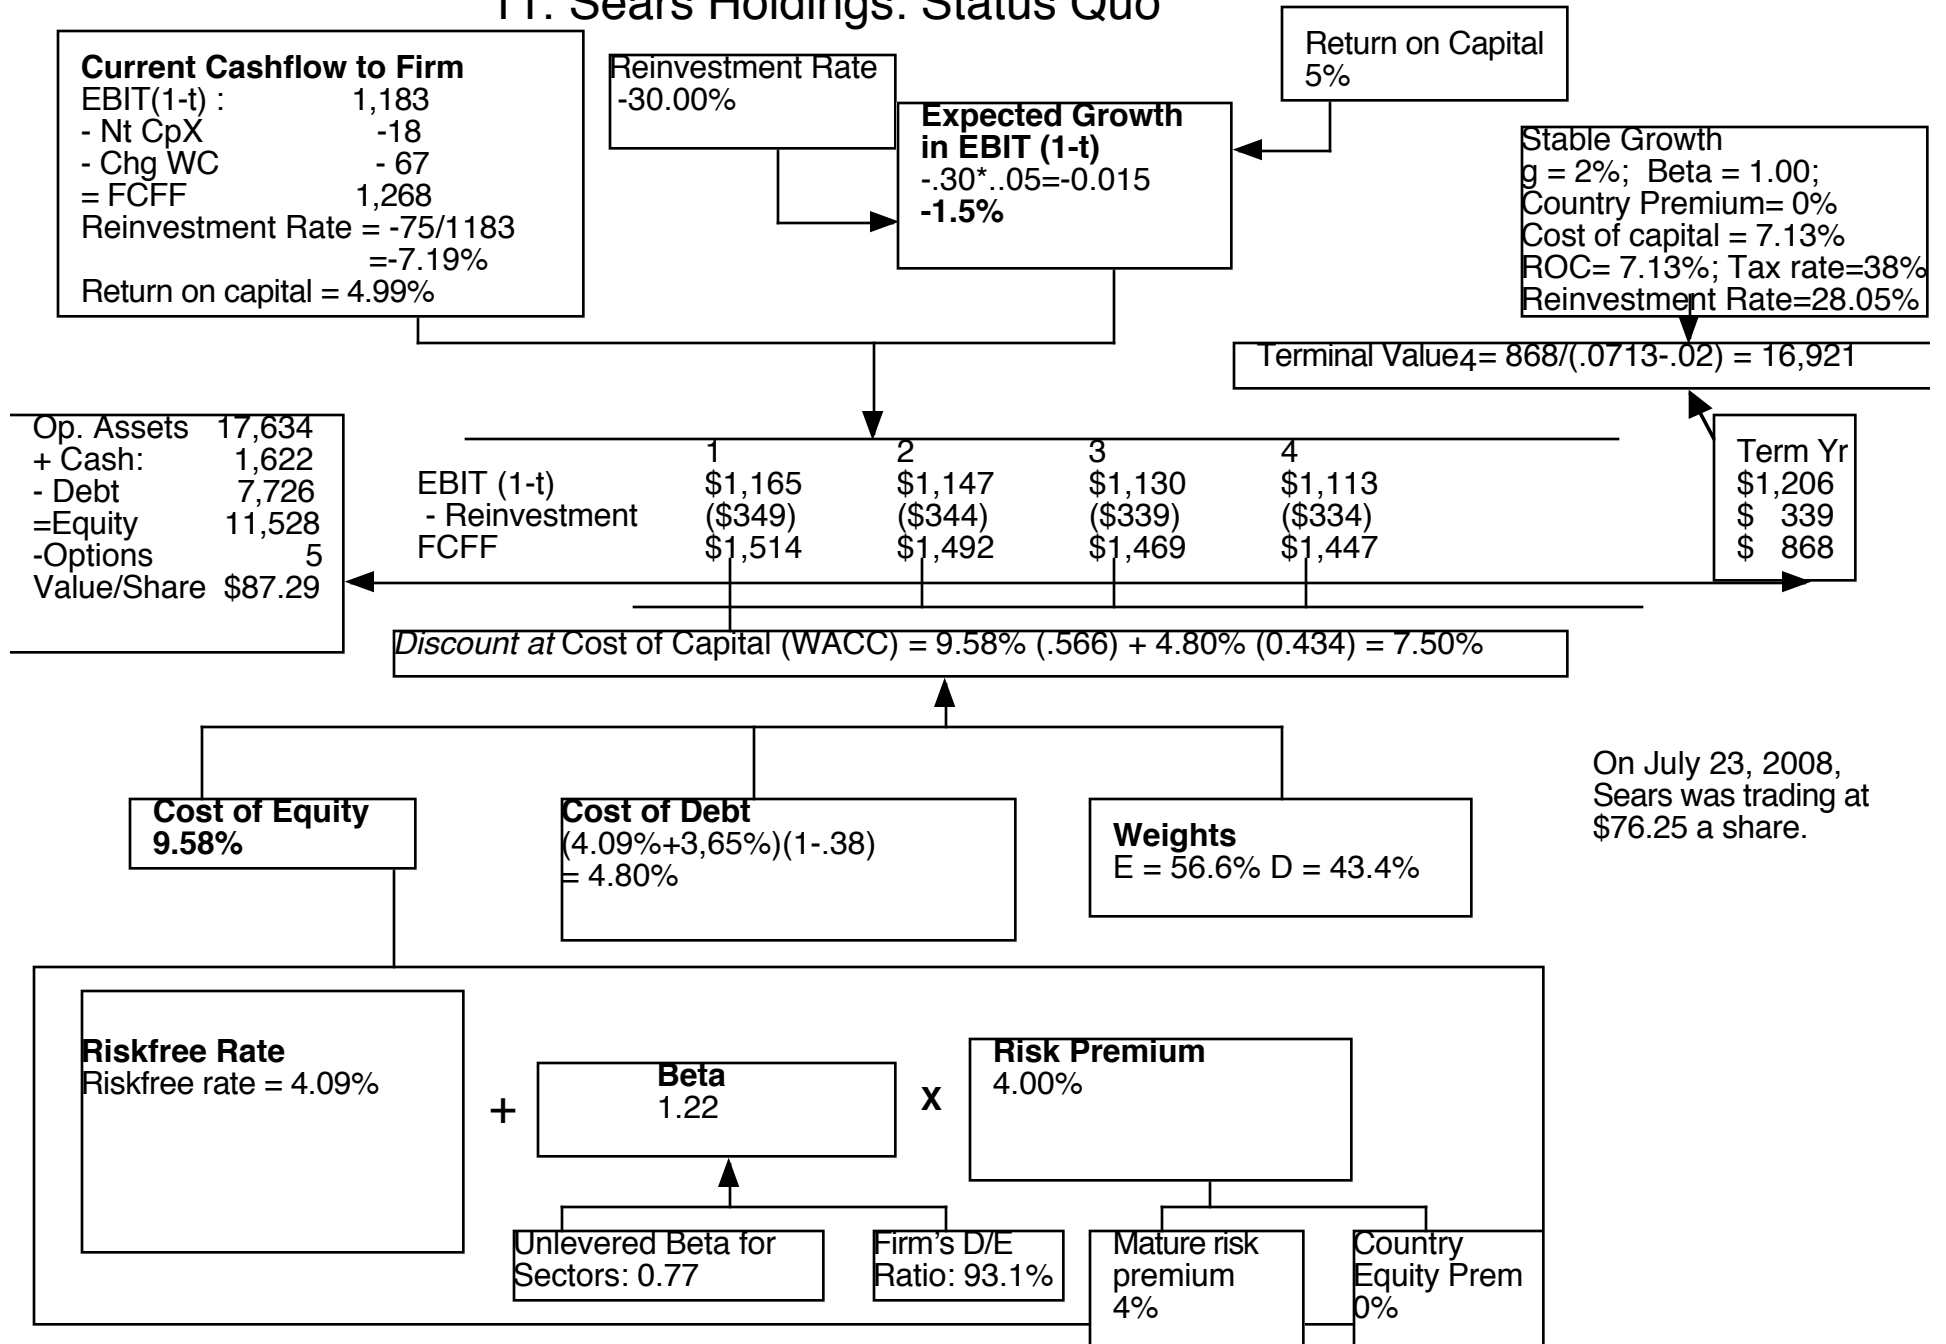 11. Sears Holdings: Status Quo
Current Cashflow to Firm
EBIT(1-t) : 1,183
- Nt CpX -18
- Chg WC - 67
= FCFF 1,268
Reinvestment Rate = -75/1183
=-7.19%
Return on capital = 4.99%
Reinvestment Rate
-30.00%
Expected Growth
in EBIT (1-t)
-.30*..05=-0.015
-1.5%
Return on Capital
5%
Stable Growth
g = 2%; Beta = 1.00;
Country Premium= 0%
Cost of capital = 7.13%
ROC= 7.13%; Tax rate=38%
Reinvestment Rate=28.05%
Terminal Value4= 868/(.0713-.02) = 16,921
Op. Assets 17,634
+ Cash: 1,622
- Debt 7,726
=Equity 11,528
-Options 5
Value/Share $87.29
1 2 3 4
EBIT (1-t) $1,165 $1,147 $1,130 $1,113
- Reinvestment ($349) ($344) ($339) ($334)
FCFF $1,514 $1,492 $1,469 $1,447
Term Yr
$1,206
$ 339
$ 868
Discount at Cost of Capital (WACC) = 9.58% (.566) + 4.80% (0.434) = 7.50%
On July 23, 2008,
Sears was trading at
$76.25 a share.
Cost of Equity
9.58%
Cost of Debt
(4.09%+3,65%)(1-.38)
= 4.80%
Weights
E = 56.6% D = 43.4%
Riskfree Rate
Riskfree rate = 4.09%
+
Beta
1.22
X
Risk Premium
4.00%
Unlevered Beta for
Sectors: 0.77
Firm's D/E
Ratio: 93.1%
Mature risk
premium
4%
Country
Equity Prem
0%